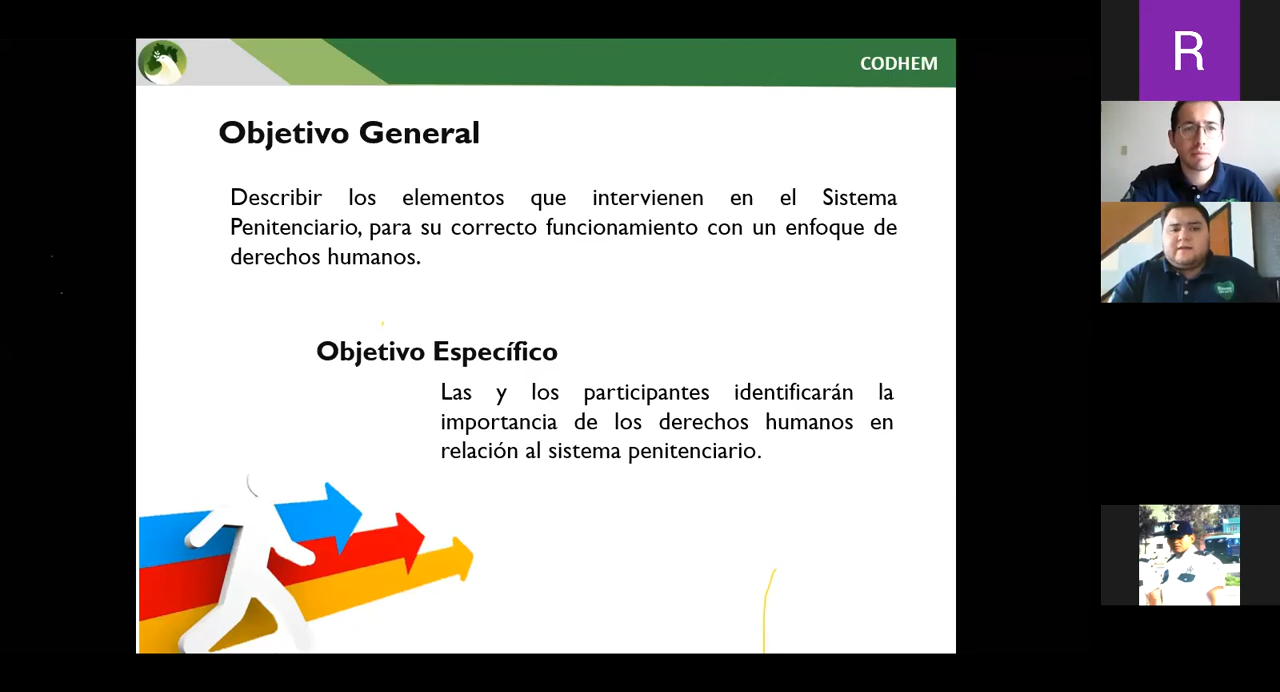 CODHEM
R
Objetivo General
Describir los elementos que intervienen en el Sistema
Penitenciario, para su correcto funcionamiento con un enfoque de
derechos humanos.
Objetivo Específico
Las y los participantes identificarán la
importancia de los derechos humanos en
relación al sistema penitenciario.